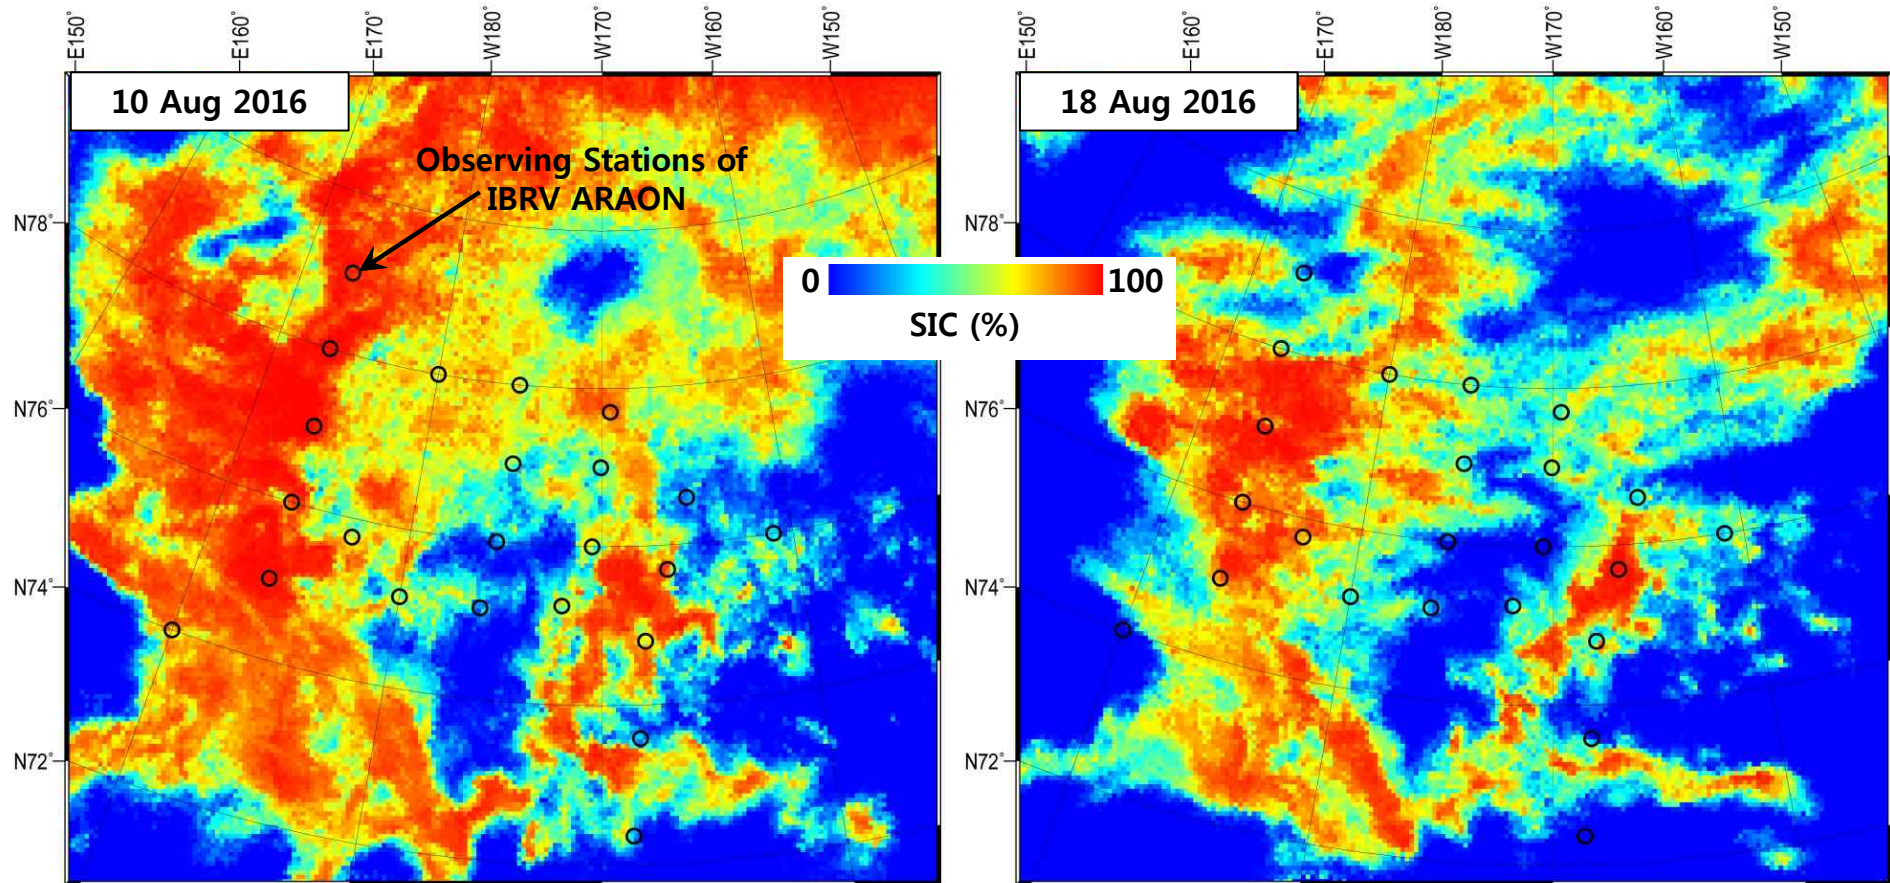 E150° E160° E170° W180° W170° W160° W150°
E150° E160° E170° W180° W170° W160° W150°
10 Aug 2016
18 Aug 2016
Observing Stations of
IBRV ARAON
N78°
N76°
N74°
N72°
N78°
N76°
N74°
N72°
0 100
SIC (%)